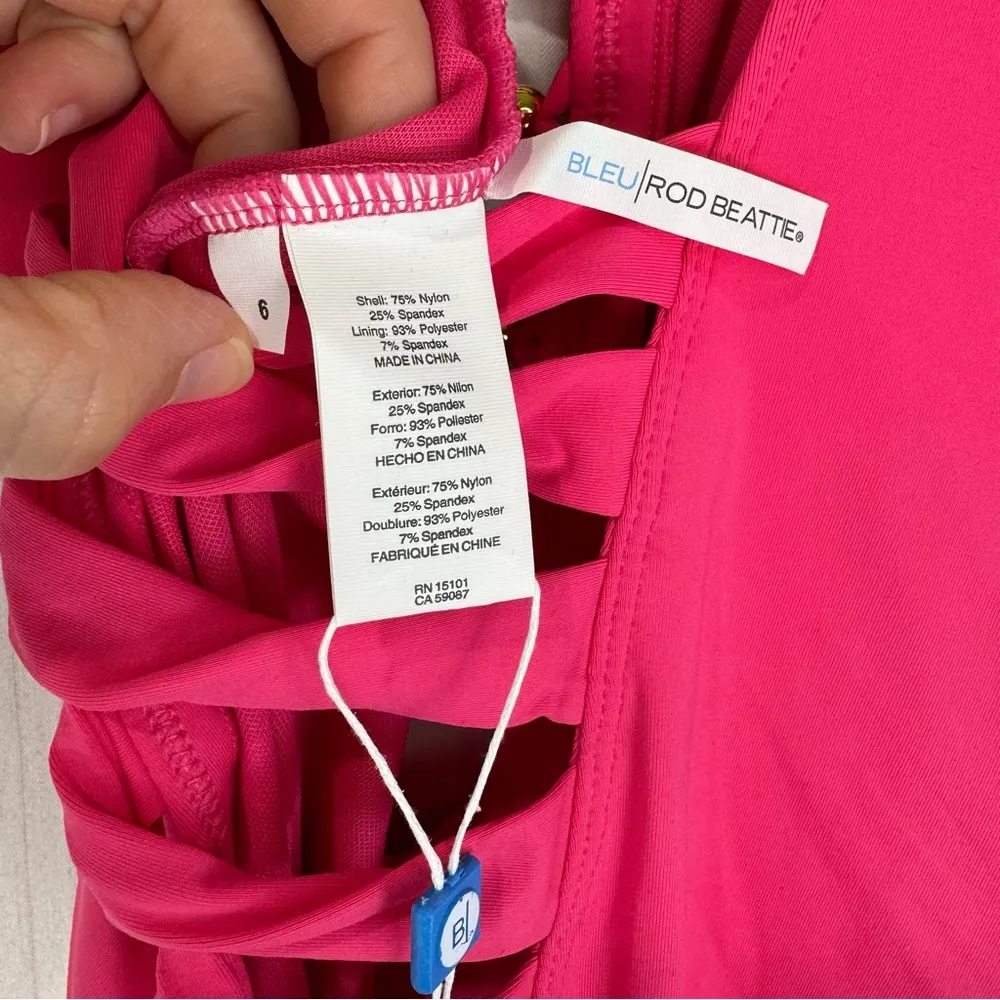 BLEU|ROD BEATTIE®
6
Shell: 75% Nylon
25% Spandex
Lining: 93% Polyester
7% Spandex
MADE IN CHINA
Exterior: 75% Nilon
25% Spandex
Forro: 93% Poliester
7% Spandex
HECHO EN CHINA
Extérieur: 75% Nylon
25% Spandex
Doublure: 93% Polyester
7% Spandex
FABRIQUÉ EN CHINE
RN 15101
CA 59087
B|.